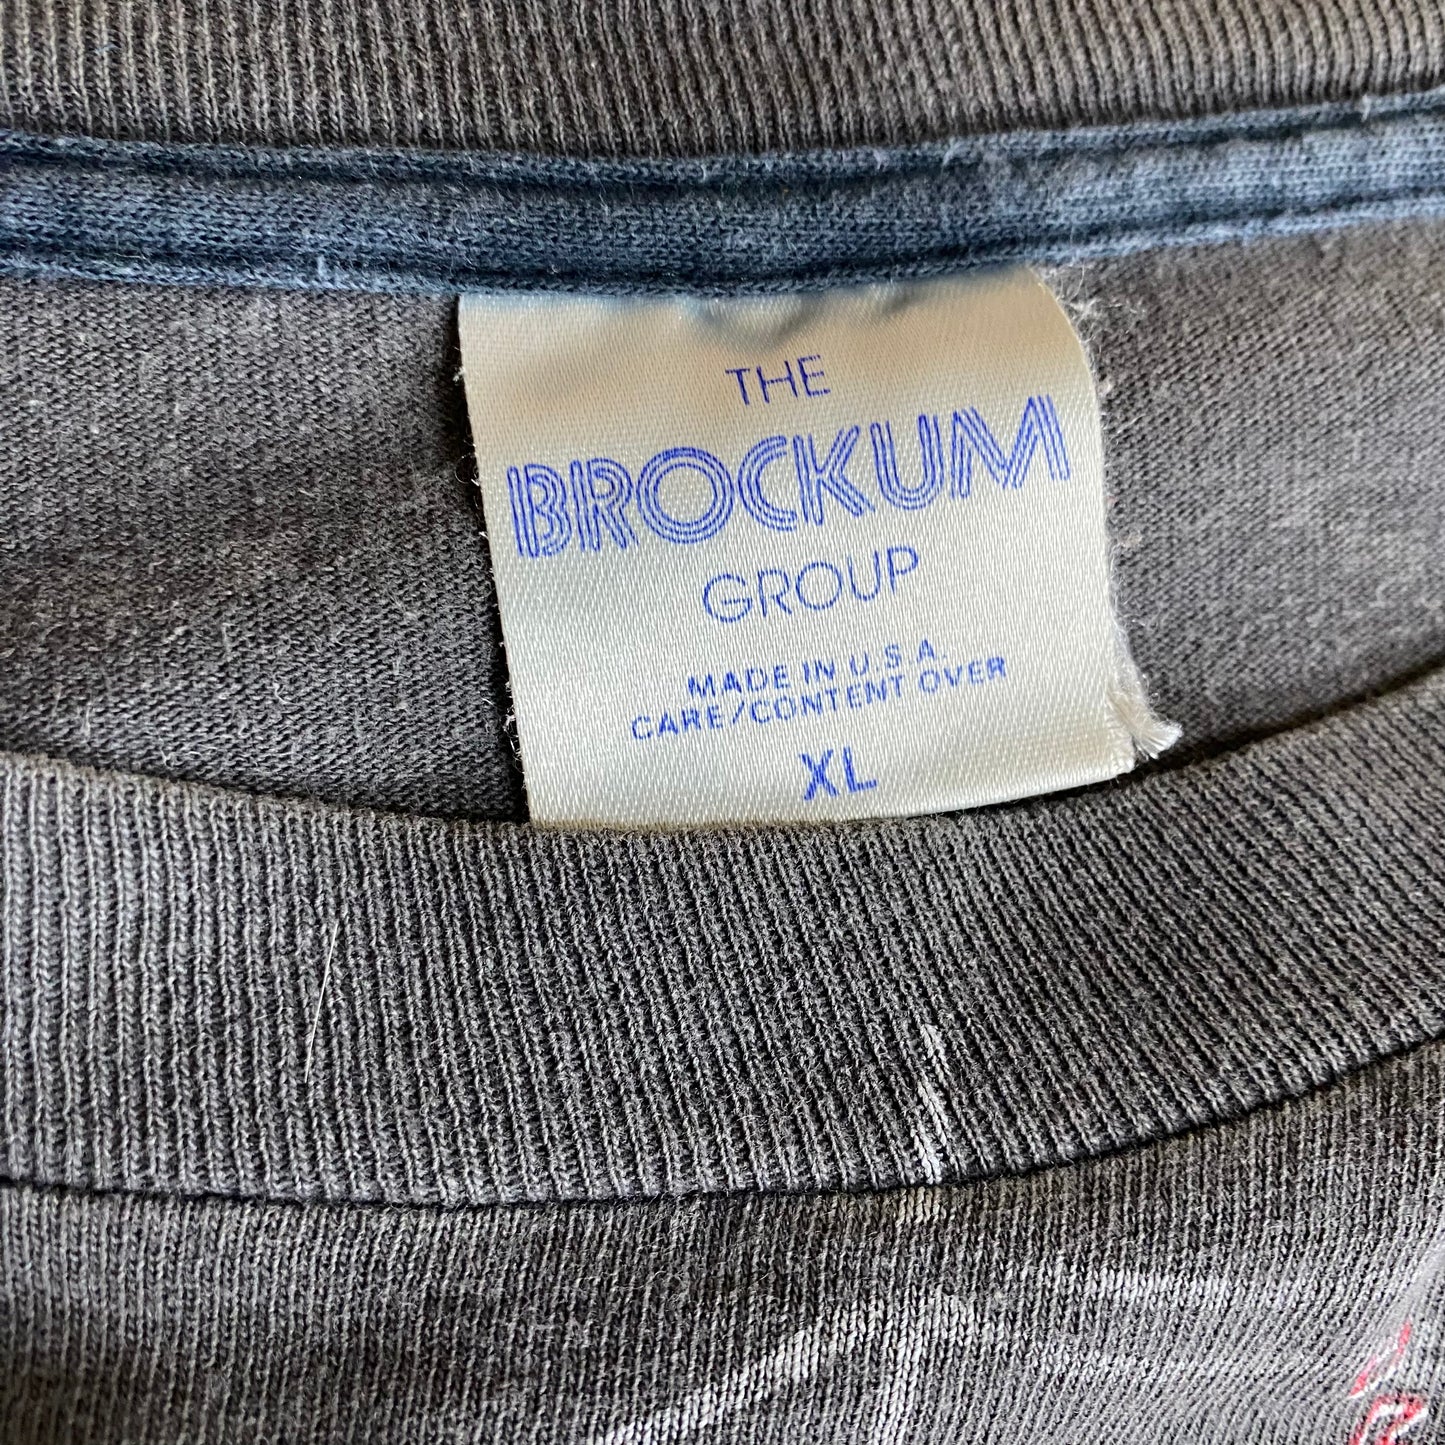 THE
BROCKUM
GROUP
MADE IN U.S.A.
CARE/CONTENT OVER
XL